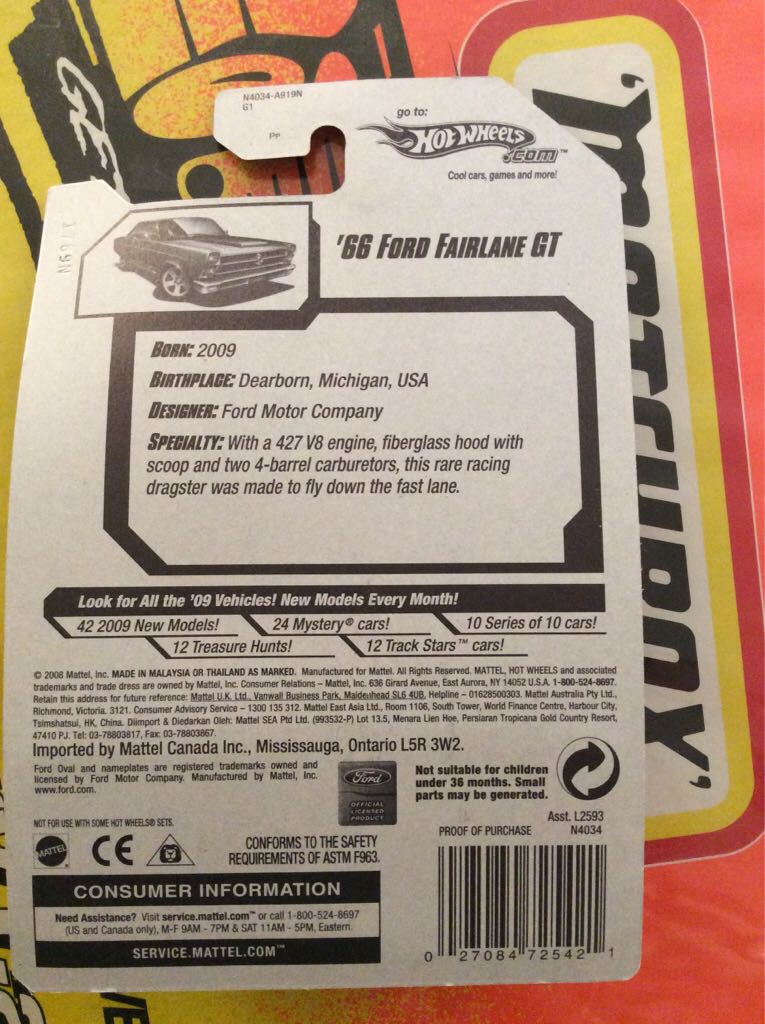 N4034-A919N
G1
go to:
HOT WHEELS
.COM™
Cool cars, games and more!
'66 FORD FAIRLANE GT
BORN: 2009
BIRTHPLACE: Dearborn, Michigan, USA
DESIGNER: Ford Motor Company
SPECIALTY: With a 427 V8 engine, fiberglass hood with
scoop and two 4-barrel carburetors, this rare racing
dragster was made to fly down the fast lane.
Look for All the '09 Vehicles! New Models Every Month!
42 2009 New Models! 24 Mystery® cars! 10 Series of 10 cars!
12 Treasure Hunts! 12 Track Stars™ cars!
© 2008 Mattel, Inc. MADE IN MALAYSIA OR THAILAND AS MARKED. Manufactured for Mattel. All Rights Reserved. MATTEL, HOT WHEELS and associated
trademarks and trade dress are owned by Mattel, Inc. Consumer Relations – Mattel, Inc. 636 Girard Avenue, East Aurora, NY 14052 U.S.A. 1-800-524-8697.
Retain this address for future reference: Mattel U.K. Ltd., Vanwall Business Park, Maidenhead SL6 4UB, Helpline – 01628500303. Mattel Australia Pty Ltd.,
Richmond, Victoria. 3121. Consumer Advisory Service – 1300 135 312. Mattel East Asia Ltd., Room 1106, South Tower, World Finance Centre, Harbour City,
Tsimshatsui, HK, China. Diimport & Diedarkan Oleh: Mattel SEA Ptd Ltd. (993532-P) Lot 13.5, Menara Lien Hoe, Persiaran Tropicana Golf Country Resort,
47410 PJ. Tel: 03-78803817, Fax: 03-78803867.
Imported by Mattel Canada Inc., Mississauga, Ontario L5R 3W2.
Ford Oval and nameplates are registered trademarks owned and
licensed by Ford Motor Company. Manufactured by Mattel, Inc.
www.ford.com.
Ford
OFFICIAL
LICENSED
PRODUCT
Not suitable for children
under 36 months. Small
parts may be generated.
Asst. L2593
PROOF OF PURCHASE N4034
NOT FOR USE WITH SOME HOT WHEELS® SETS.
MATTEL
CE
CONFORMS TO THE SAFETY
REQUIREMENTS OF ASTM F963.
CONSUMER INFORMATION
Need Assistance? Visit service.mattel.com™ or call 1-800-524-8697
(US and Canada only), M-F 9AM - 7PM & SAT 11AM - 5PM, Eastern.
SERVICE.MATTEL.COM™
0 27084 72542 1